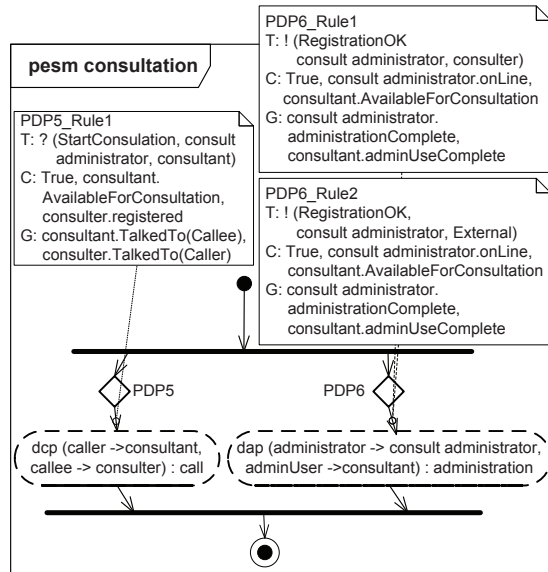 PDP6_Rule1
T: ! (RegistrationOK
consult administrator, consulter)
C: True, consult administrator.onLine,
consultant.AvailableForConsultation
G: consult administrator.
administrationComplete,
consultant.adminUseComplete
pesm consultation
PDP5_Rule1
T: ? (StartConsulation, consult
administrator, consultant)
C: True, consultant.
AvailableForConsultation,
consulter.registered
G: consultant.TalkedTo(Callee),
consulter.TalkedTo(Caller)
PDP6_Rule2
T: ! (RegistrationOK,
consult administrator, External)
C: True, consult administrator.onLine,
consultant.AvailableForConsultation
G: consult administrator.
administrationComplete,
consultant.adminUseComplete
PDP5
PDP6
dcp (caller ->consultant,
callee -> consulter) : call
dap (administrator -> consult administrator,
adminUser ->consultant) : administration